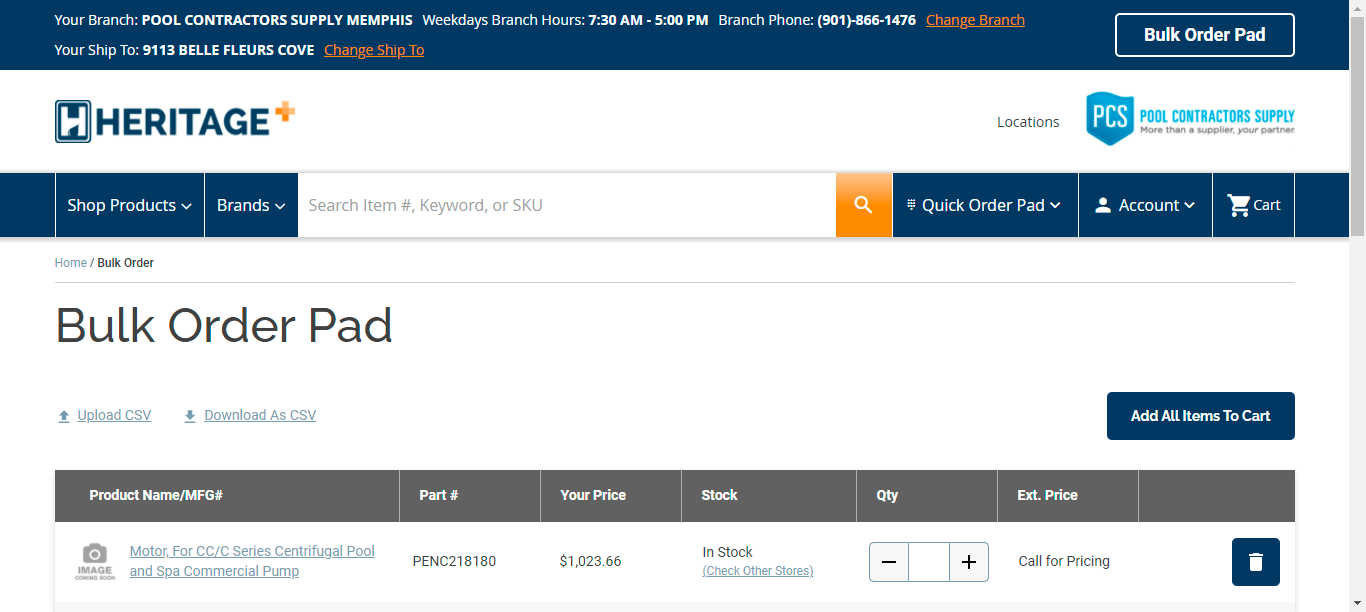 Your Branch: POOL CONTRACTORS SUPPLY MEMPHIS Weekdays Branch Hours: 7:30 AM - 5:00 PM Branch Phone: (901)-866-1476 Change Branch
Your Ship To: 9113 BELLE FLEURS COVE Change Ship To
Bulk Order Pad
HERITAGE
Locations
PCS POOL CONTRACTORS SUPPLY
More than a supplier, your partner.
Shop Products Brands Search Item #, Keyword, or SKU Quick Order Pad Account Cart
Home / Bulk Order
Bulk Order Pad
Upload CSV Download As CSV Add All Items To Cart
Product Name/MFG# Part # Your Price Stock Qty Ext. Price
IMAGE
COMING SOON
Motor, For CC/C Series Centrifugal Pool
and Spa Commercial Pump
PENC218180 $1,023.66
In Stock
(Check Other Stores)
Call for Pricing